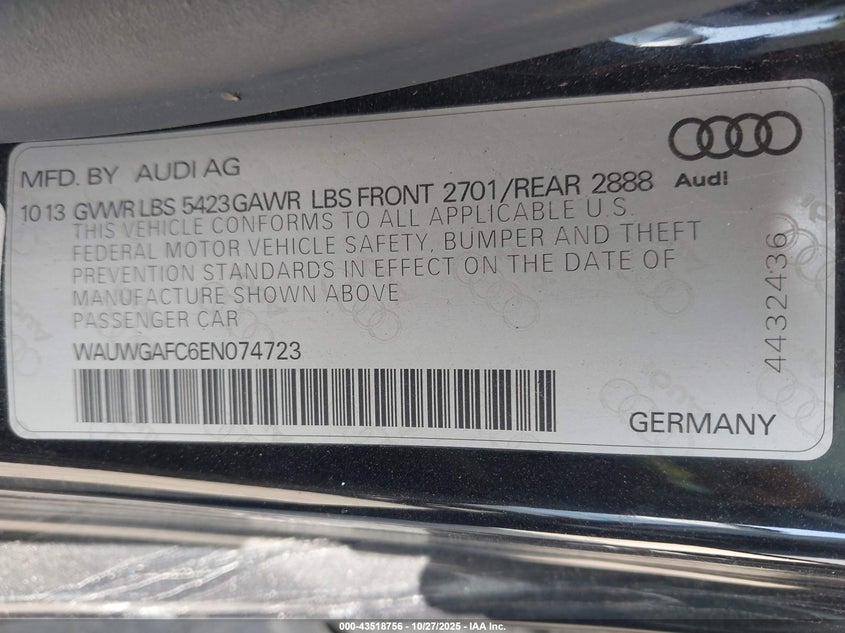 MFD. BY AUDI AG
Audi
10 13 GVWR LBS 5423 GAWR LBS FRONT 2701/REAR 2888
THIS VEHICLE CONFORMS TO ALL APPLICABLE U.S.
FEDERAL MOTOR VEHICLE SAFETY, BUMPER AND THEFT
PREVENTION STANDARDS IN EFFECT ON THE DATE OF
MANUFACTURE SHOWN ABOVE
PASSENGER CAR
WAUWGAFC6EN074723
4432436
GERMANY
000-43518756 | 10/27/2025 | IAA Inc.